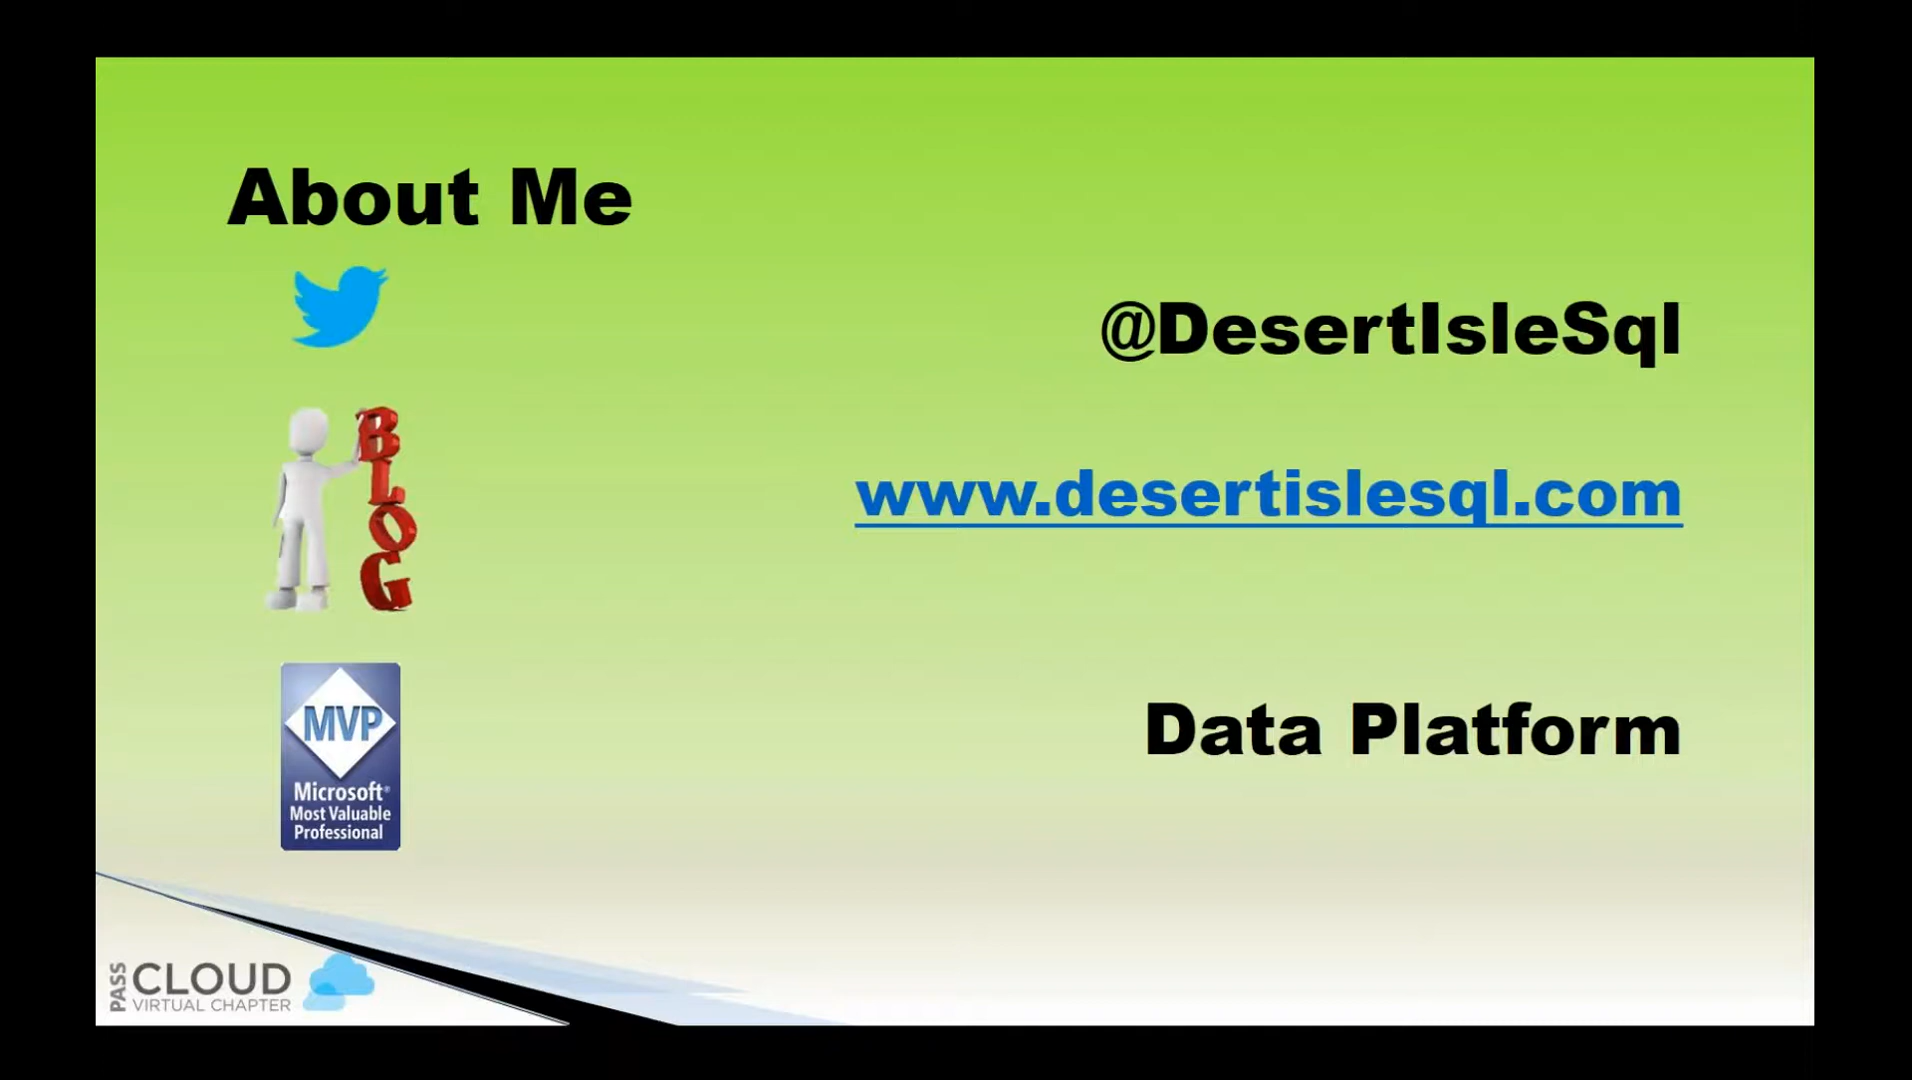 About Me
@DesertIsleSql
BLOG
www.desertislesql.com
MVP
Microsoft®
Most Valuable
Professional
Data Platform
PASS
CLOUD
VIRTUAL CHAPTER